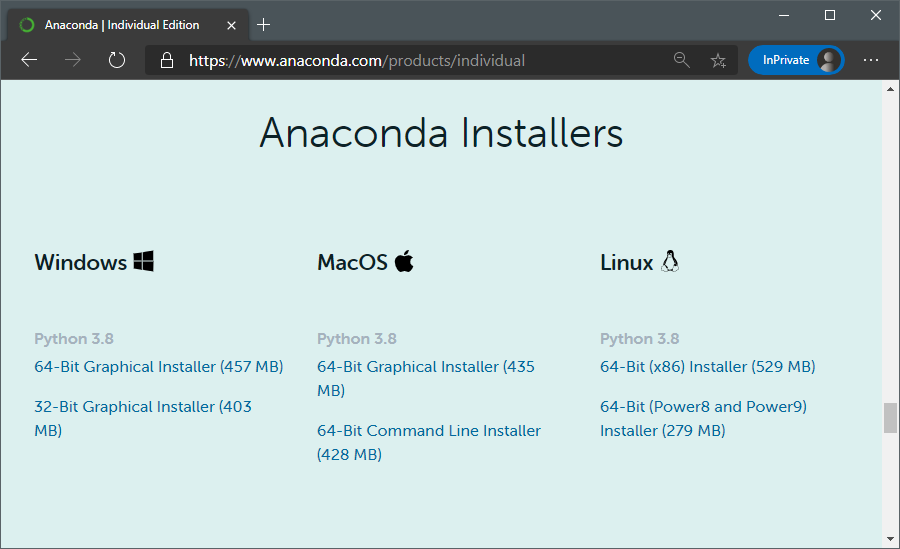 Anaconda | Individual Edition
https://www.anaconda.com/products/individual
InPrivate
Anaconda Installers
Windows
MacOS
Linux
Python 3.8
64-Bit Graphical Installer (457 MB)
32-Bit Graphical Installer (403
MB)
Python 3.8
64-Bit Graphical Installer (435
MB)
64-Bit Command Line Installer
(428 MB)
Python 3.8
64-Bit (x86) Installer (529 MB)
64-Bit (Power8 and Power9)
Installer (279 MB)